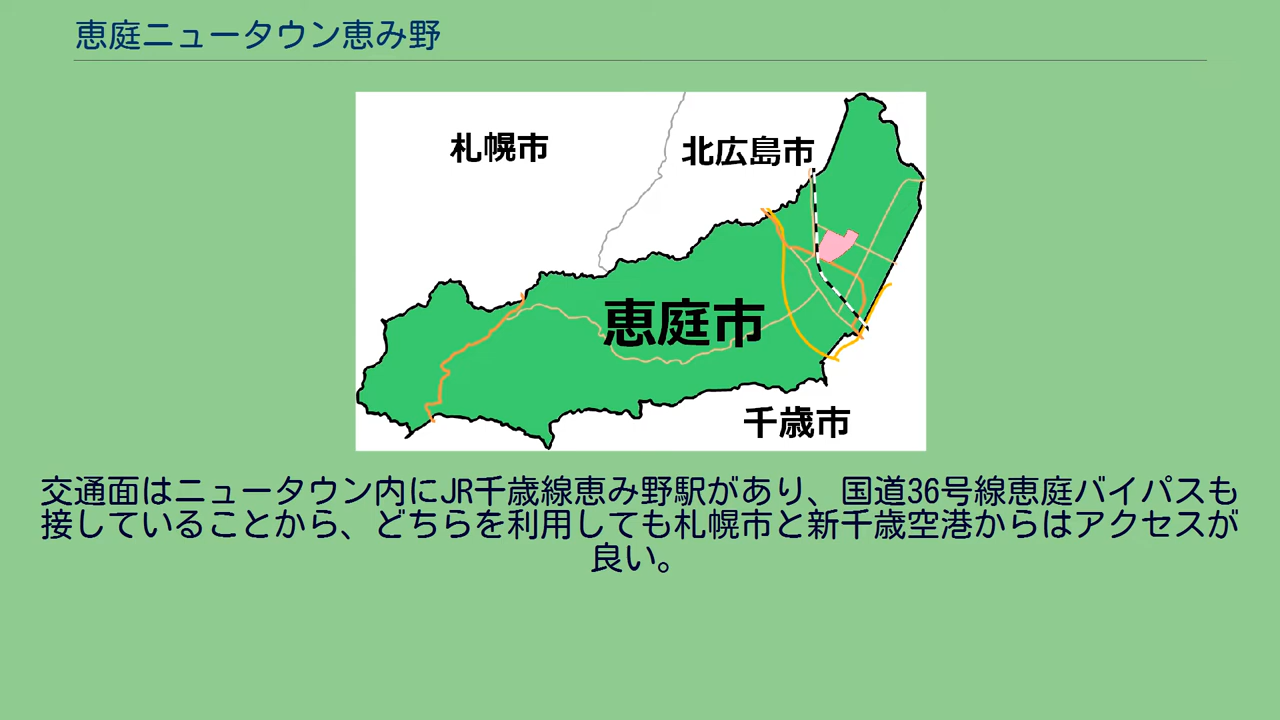 恵庭ニュータウン恵み野
札幌市
北広島市
恵庭市
千歳市
交通面はニュータウン内にJR千歳線恵み野駅があり、国道36号線恵庭バイパスも
接していることから、どちらを利用しても札幌市と新千歳空港からはアクセスが
良い。